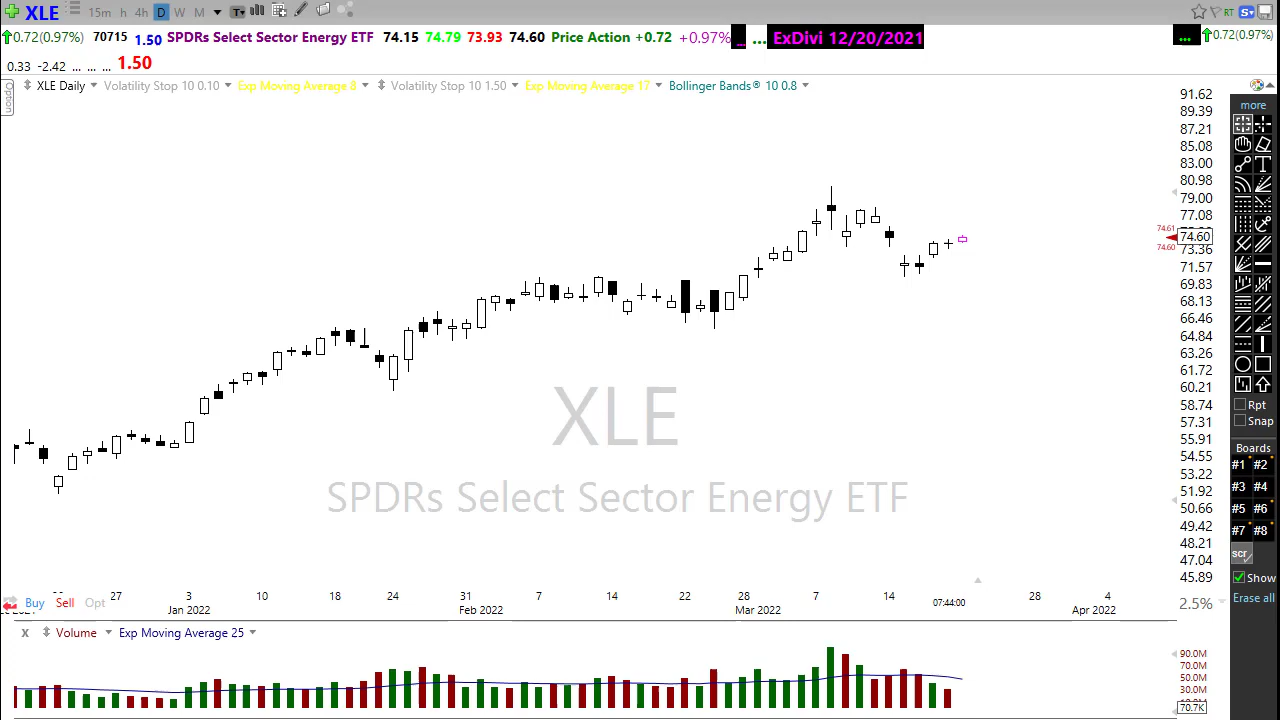 XLE 15m h 4h D W M T S
0.72(0.97%) 70715 1.50 SPDRs Select Sector Energy ETF 74.15 74.79 73.93 74.60 Price Action +0.72 +0.97% ... ExDivi 12/20/2021 ... 0.72(0.97%)
RT
0.33 -2.42 ... ... ... 1.50
Option
XLE Daily Volatility Stop 10 0.10 Exp Moving Average 8 Volatility Stop 10 1.50 Exp Moving Average 17 Bollinger Bands® 10 0.8
91.62
89.39
87.21
85.08
83.00
80.98
79.00
77.08
74.61
74.60
74.60
73.36
71.57
69.83
68.13
66.46
64.84
63.26
61.72
60.21
58.74
57.31
55.91
54.55
53.22
51.92
50.66
49.42
48.21
47.04
45.89
2.5%
more
T
Rpt
Snap
Boards
#1 #2
#3 #4
#5 #6
#7 #8
scr
Show
Erase all
XLE
SPDRs Select Sector Energy ETF
Buy Sell Opt
27 3 10 18 24 31 7 14 22 28 7 14 07:44:00 28 4
Jan 2022 Feb 2022 Mar 2022 Apr 2022
x Volume Exp Moving Average 25
90.0M
70.0M
50.0M
30.0M
70.7K